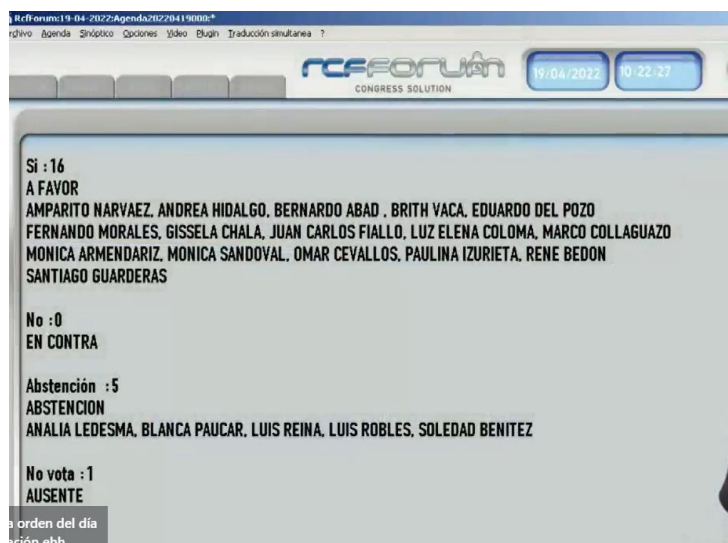 RcfForum:19-04-2022:Agenda20220419000:*
Agenda Sinóptico Opciones Video Plugin Traducción simultanea ?
rcfforum
CONGRESS SOLUTION
19/04/2022 10:22:27
Si : 16
A FAVOR
AMPARITO NARVAEZ, ANDREA HIDALGO, BERNARDO ABAD , BRITH VACA, EDUARDO DEL POZO
FERNANDO MORALES, GISSELA CHALA, JUAN CARLOS FIALLO, LUZ ELENA COLOMA, MARCO COLLAGUAZO
MONICA ARMENDARIZ, MONICA SANDOVAL, OMAR CEVALLOS, PAULINA IZURIETA, RENE BEDON
SANTIAGO GUARDERAS
No :0
EN CONTRA
Abstención : 5
ABSTENCION
ANALIA LEDESMA, BLANCA PAUCAR, LUIS REINA, LUIS ROBLES, SOLEDAD BENITEZ
No vota : 1
AUSENTE
a orden del día